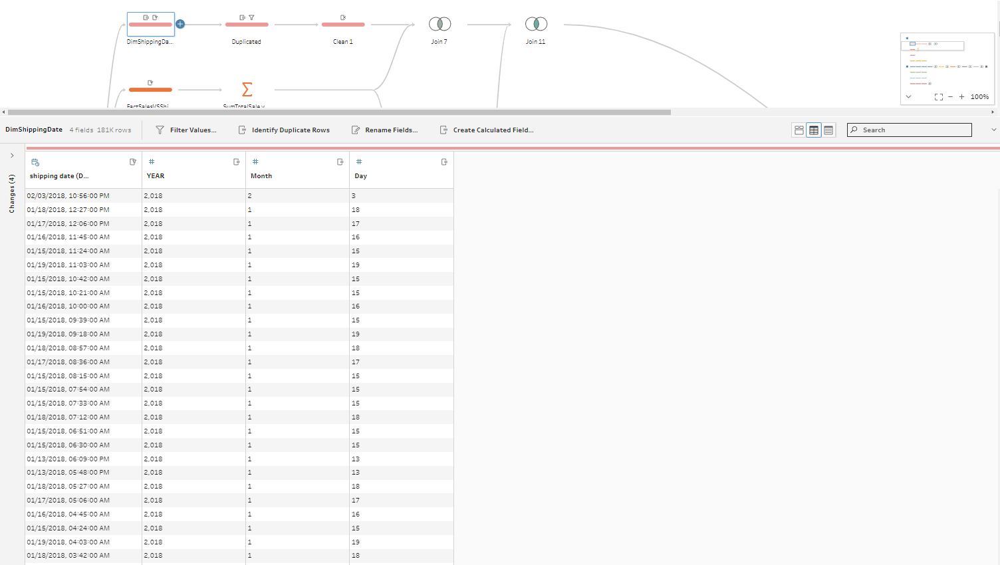 DimShippingDa...
Duplicated
Clean 1
Join 7
Join 11
100%
DimShippingDate 4 fields 181K rows Filter Values... Identify Duplicate Rows Rename Fields... Create Calculated Field... Search
Changes (4)
shipping date (D... YEAR Month Day
02/03/2018, 10:56:00 PM 2,018 2 3
01/18/2018, 12:27:00 PM 2,018 1 18
01/17/2018, 12:06:00 PM 2,018 1 17
01/16/2018, 11:45:00 AM 2,018 1 16
01/15/2018, 11:24:00 AM 2,018 1 15
01/19/2018, 11:03:00 AM 2,018 1 19
01/15/2018, 10:42:00 AM 2,018 1 15
01/15/2018, 10:21:00 AM 2,018 1 15
01/16/2018, 10:00:00 AM 2,018 1 16
01/15/2018, 09:39:00 AM 2,018 1 15
01/19/2018, 09:18:00 AM 2,018 1 19
01/18/2018, 08:57:00 AM 2,018 1 18
01/17/2018, 08:36:00 AM 2,018 1 17
01/15/2018, 08:15:00 AM 2,018 1 15
01/15/2018, 07:54:00 AM 2,018 1 15
01/15/2018, 07:33:00 AM 2,018 1 15
01/18/2018, 07:12:00 AM 2,018 1 18
01/15/2018, 06:51:00 AM 2,018 1 15
01/15/2018, 06:30:00 AM 2,018 1 15
01/13/2018, 06:09:00 PM 2,018 1 13
01/13/2018, 05:48:00 PM 2,018 1 13
01/18/2018, 05:27:00 AM 2,018 1 18
01/17/2018, 05:06:00 AM 2,018 1 17
01/16/2018, 04:45:00 AM 2,018 1 16
01/15/2018, 04:24:00 AM 2,018 1 15
01/19/2018, 04:03:00 AM 2,018 1 19
01/18/2018, 03:42:00 AM 2,018 1 18